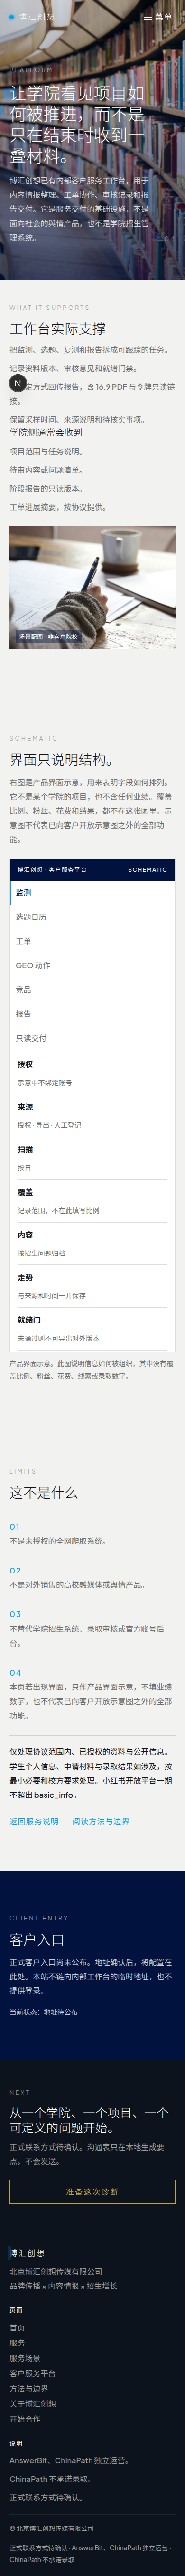 博汇创想
菜单
PLATFORM
让学院看见项目如
何被推进，而不是
只在结束时收到一
叠材料。
博汇创想已有内部客户服务工作台，用于
内容情报整理、工单协作、审核记录和报
告交付。它是服务交付的基础设施，不是
面向社会的舆情产品，也不是学院招生管
理系统。
WHAT IT SUPPORTS
工作台实际支撑
把监测、选题、复测和报告拆成可跟踪的任务。
记录资料版本、审核意见和就绪门禁。
定方式回传报告，含 16:9 PDF 与令牌只读链
接。
保留采样时间、来源说明和待核实事项。
学院侧通常会收到
项目范围与任务说明。
待审内容或问题清单。
阶段报告的只读版本。
工单进展摘要，按协议提供。
场景配图 · 非客户院校
SCHEMATIC
界面只说明结构。
右图是产品界面示意，用来表明字段如何排列。
它不是某个学院的项目，也不含任何业绩。覆盖
比例、粉丝、花费和结果，都不在这张图里。示
意图不代表已向客户开放示意图之外的全部功
能。
博汇创想 · 客户服务平台
SCHEMATIC
监测
选题日历
工单
GEO 动作
竞品
报告
只读交付
授权
示意中不绑定账号
来源
授权 · 导出 · 人工登记
扫描
按日
覆盖
记录范围，不在此填写比例
内容
按招生问题归档
走势
与来源和时间一并保存
就绪门
未通过则不可导出对外版本
产品界面示意。此图说明信息如何被组织，其中没有覆
盖比例、粉丝、花费、线索或录取数字。
LIMITS
这不是什么
01
不是未授权的全网爬取系统。
02
不是对外销售的高校融媒体或舆情产品。
03
不替代学院招生系统、录取审核或官方账号后
台。
04
本页若出现界面，只作产品界面示意，不填业绩
数字，也不代表已向客户开放示意图之外的全部
功能。
仅处理协议范围内、已授权的资料与公开信息。
学生个人信息、申请材料与录取结果如涉及，按
最小必要和校方要求处理。小红书开放平台一期
不超出 basic_info。
返回服务说明
阅读方法与边界
CLIENT ENTRY
客户入口
正式客户入口尚未公布。地址确认后，将配置在
此处。本站不链向内部工作台的临时地址，也不
提供登录。
当前状态：地址待公布
NEXT
从一个学院、一个项目、一个
可定义的问题开始。
正式联系方式待确认。沟通表只在本地生成要
点，不会发送。
准备这次诊断
博汇创想
北京博汇创想传媒有限公司
品牌传播 × 内容情报 × 招生增长
页面
首页
服务
服务场景
客户服务平台
方法与边界
关于博汇创想
开始合作
说明
AnswerBit、ChinaPath 独立运营。
ChinaPath 不承诺录取。
正式联系方式待确认。
© 北京博汇创想传媒有限公司
正式联系方式待确认 · AnswerBit、ChinaPath 独立运营 ·
ChinaPath 不承诺录取